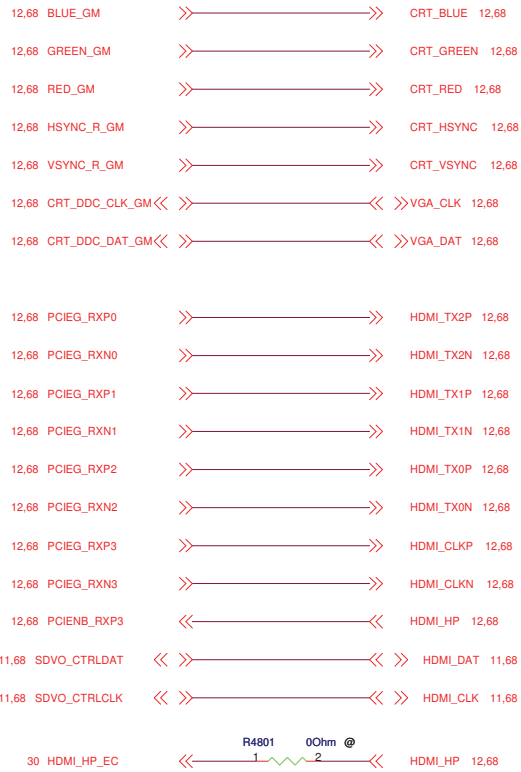 12,68 BLUE_GM CRT_BLUE 12,68
12,68 GREEN_GM CRT_GREEN 12,68
12,68 RED_GM CRT_RED 12,68
12,68 HSYNC_R_GM CRT_HSYNC 12,68
12,68 VSYNC_R_GM CRT_VSYNC 12,68
12,68 CRT_DDC_CLK_GM VGA_CLK 12,68
12,68 CRT_DDC_DAT_GM VGA_DAT 12,68
12,68 PCIEG_RXP0 HDMI_TX2P 12,68
12,68 PCIEG_RXN0 HDMI_TX2N 12,68
12,68 PCIEG_RXP1 HDMI_TX1P 12,68
12,68 PCIEG_RXN1 HDMI_TX1N 12,68
12,68 PCIEG_RXP2 HDMI_TX0P 12,68
12,68 PCIEG_RXN2 HDMI_TX0N 12,68
12,68 PCIEG_RXP3 HDMI_CLKP 12,68
12,68 PCIEG_RXN3 HDMI_CLKN 12,68
12,68 PCIENB_RXP3 HDMI_HP 12,68
11,68 SDVO_CTRLDAT HDMI_DAT 11,68
11,68 SDVO_CTRLCLK HDMI_CLK 11,68
R4801 0Ohm @
30 HDMI_HP_EC 1 2 HDMI_HP 12,68